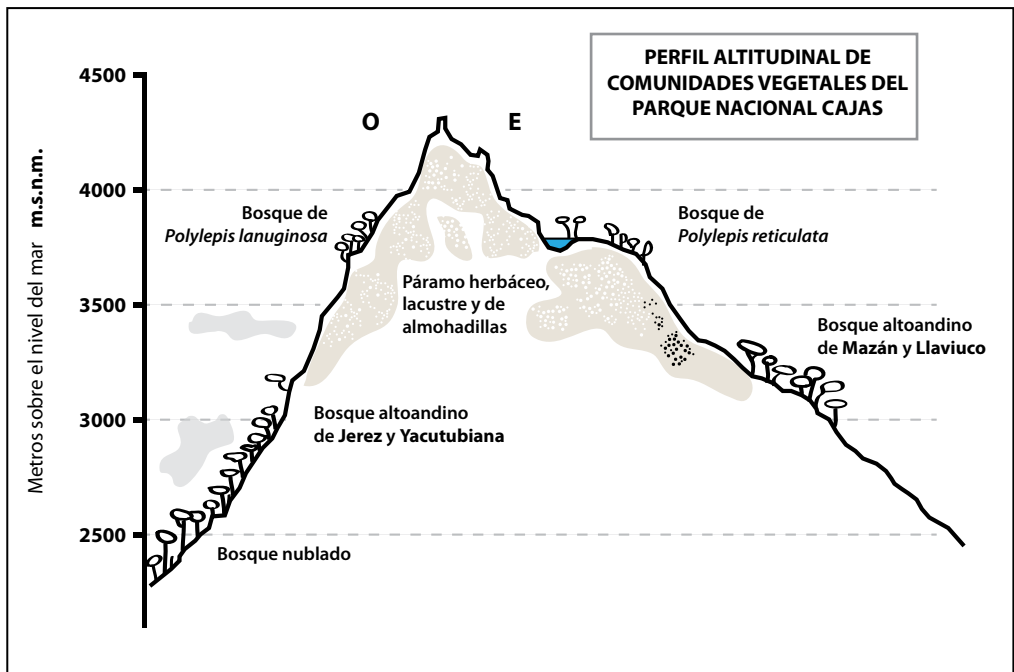 PERFIL ALTITUDINAL DE
COMUNIDADES VEGETALES DEL
PARQUE NACIONAL CAJAS
Metros sobre el nivel del mar m.s.n.m.
4500
4000
3500
3000
2500
O
E
Bosque de
Polylepis lanuginosa
Bosque de
Polylepis reticulata
Páramo herbáceo,
lacustre y de
almohadillas
Bosque altoandino
de Mazán y Llaviuco
Bosque altoandino
de Jerez y Yacutubiana
Bosque nublado